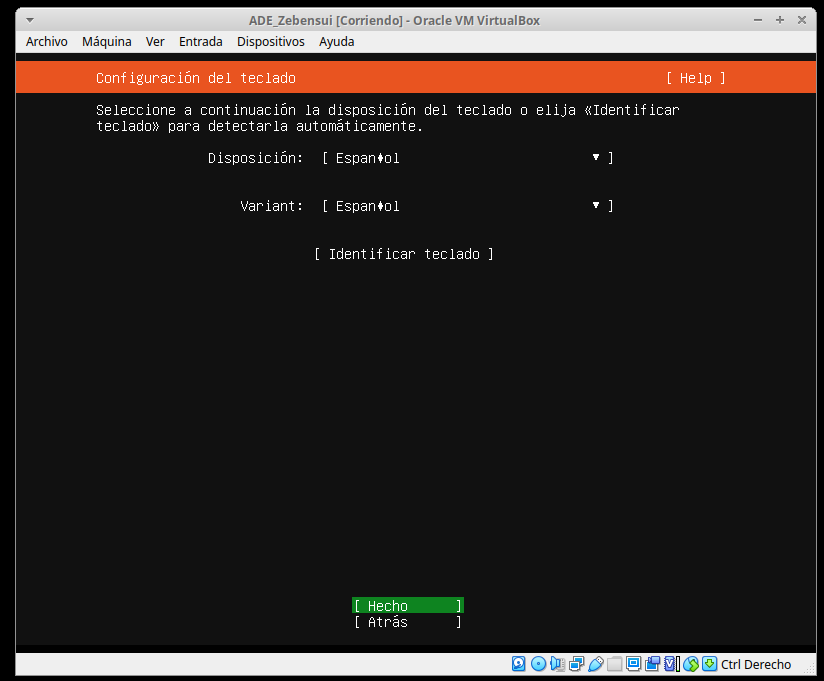 ADE_Zebensui [Corriendo] - Oracle VM VirtualBox
Archivo Máquina Ver Entrada Dispositivos Ayuda
Configuración del teclado [ Help ]
Seleccione a continuación la disposición del teclado o elija «Identificar
teclado» para detectarla automáticamente.
Disposición: [ Espan♦ol ▾ ]
Variant: [ Espan♦ol ▾ ]
[ Identificar teclado ]
[ Hecho ]
[ Atrás ]
Ctrl Derecho